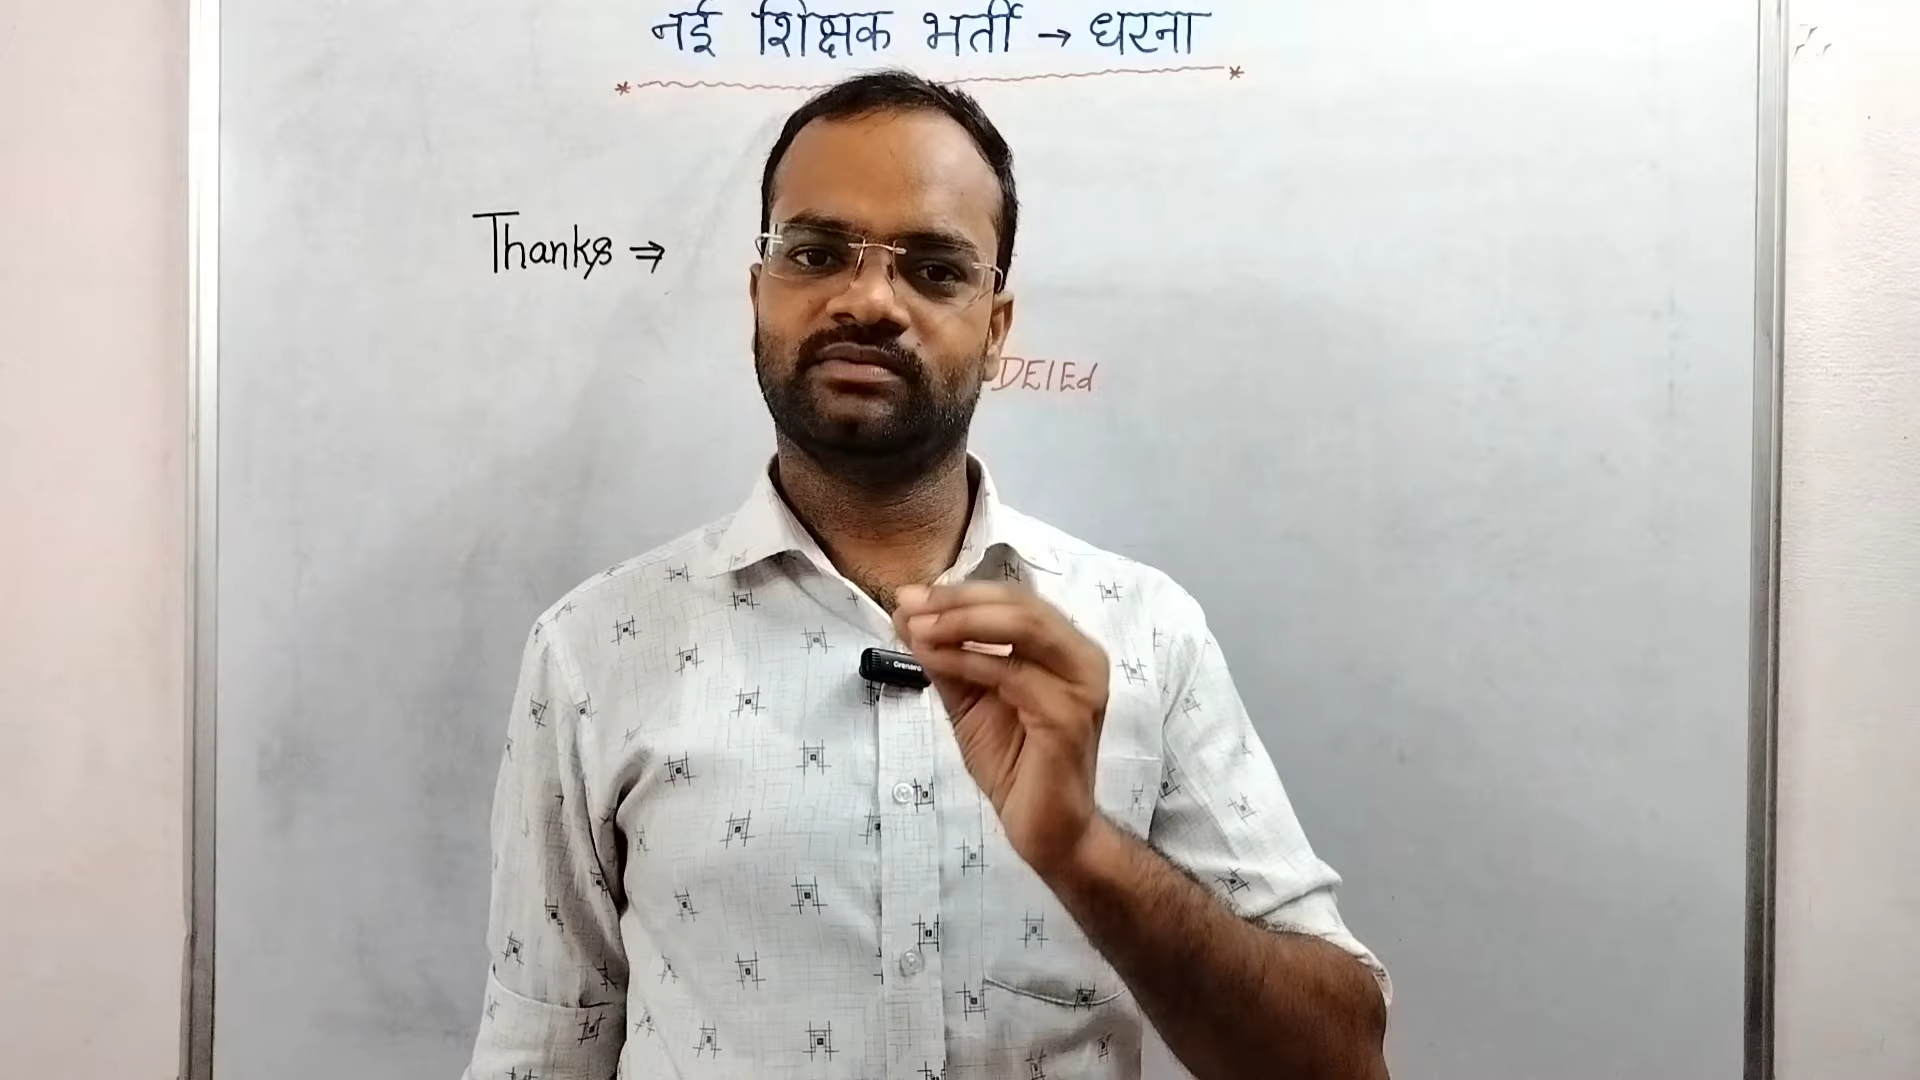 नई शिक्षक भर्ती → धरना
Thanks ⇒
DElEd